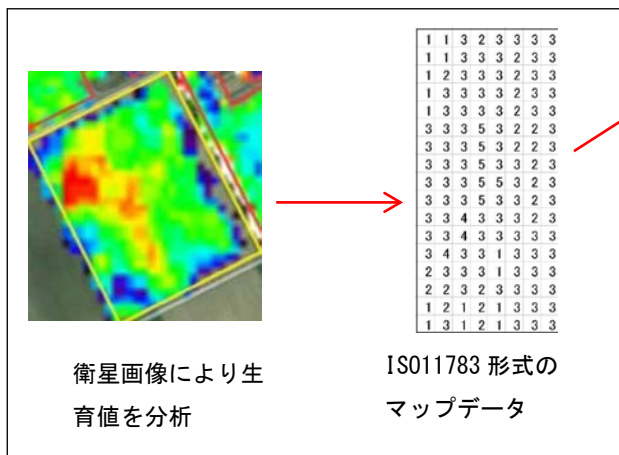 1 1 3 2 3 3 3 3
1 1 3 3 3 2 3 3
1 2 3 3 3 2 3 3
1 3 3 3 3 2 3 3
1 3 3 3 3 2 3 3
3 3 3 5 3 2 2 3
3 3 3 5 3 2 2 3
3 3 3 5 3 3 2 3
3 3 3 5 5 3 2 3
3 3 3 5 3 3 2 3
3 3 4 3 3 3 2 3
3 3 4 3 3 3 3 3
3 4 3 3 1 3 3 3
2 3 3 3 1 3 3 3
2 2 3 2 3 3 3 3
1 2 1 2 1 3 3 3
1 3 1 2 1 3 3 3
衛星画像により生
育値を分析
ISO11783 形式の
マップデータ